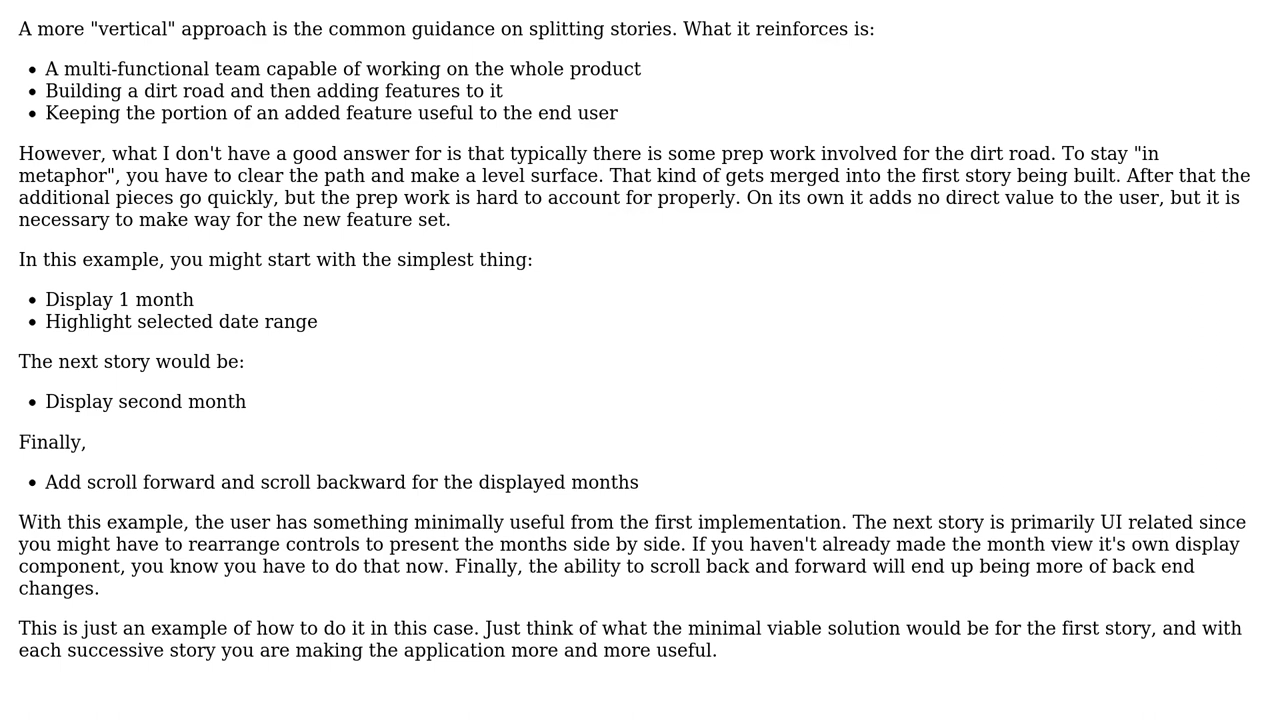 A more "vertical" approach is the common guidance on splitting stories. What it reinforces is:
• A multi-functional team capable of working on the whole product
• Building a dirt road and then adding features to it
• Keeping the portion of an added feature useful to the end user
However, what I don't have a good answer for is that typically there is some prep work involved for the dirt road. To stay "in
metaphor", you have to clear the path and make a level surface. That kind of gets merged into the first story being built. After that the
additional pieces go quickly, but the prep work is hard to account for properly. On its own it adds no direct value to the user, but it is
necessary to make way for the new feature set.
In this example, you might start with the simplest thing:
• Display 1 month
• Highlight selected date range
The next story would be:
• Display second month
Finally,
• Add scroll forward and scroll backward for the displayed months
With this example, the user has something minimally useful from the first implementation. The next story is primarily UI related since
you might have to rearrange controls to present the months side by side. If you haven't already made the month view it's own display
component, you know you have to do that now. Finally, the ability to scroll back and forward will end up being more of back end
changes.
This is just an example of how to do it in this case. Just think of what the minimal viable solution would be for the first story, and with
each successive story you are making the application more and more useful.